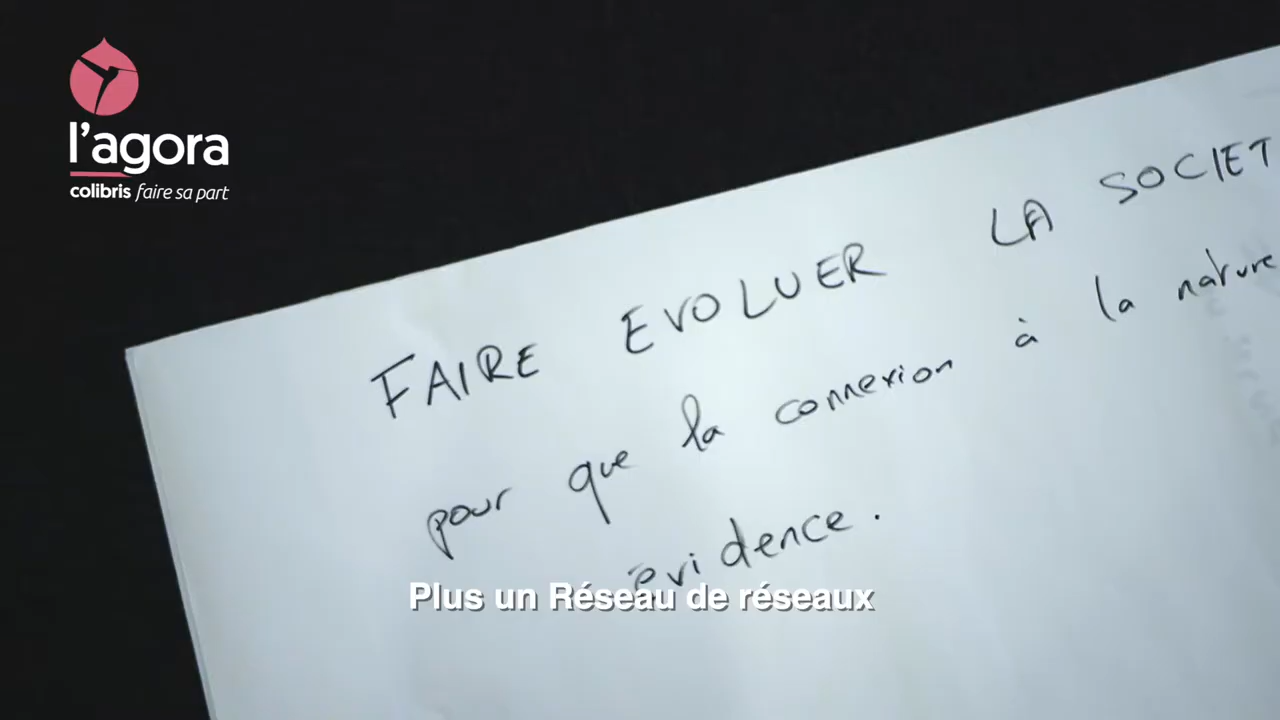 l'agora
colibris faire sa part
FAIRE EVOLUER LA SOCIET
pour que la connexion à la nature
évidence.
Plus un Réseau de réseaux